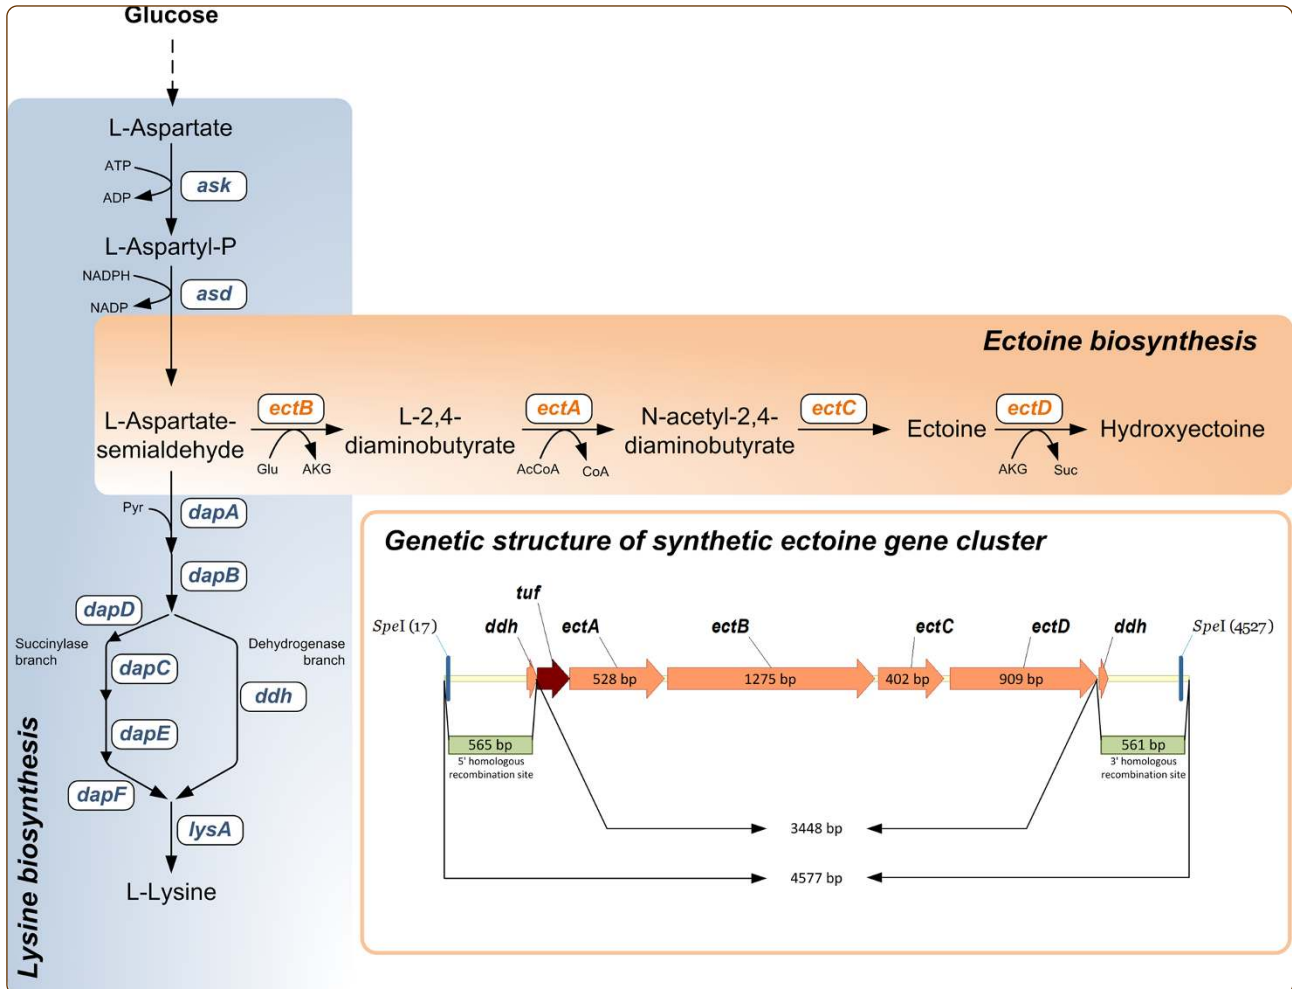 Glucose
L-Aspartate
ATP
ADP
ask
L-Aspartyl-P
NADPH
NADP
asd
Ectoine biosynthesis
L-Aspartate-
semialdehyde
ectB
Glu
AKG
L-2,4-
diaminobutyrate
ectA
AcCoA
CoA
N-acetyl-2,4-
diaminobutyrate
ectC
Ectoine
ectD
AKG
Suc
Hydroxyectoine
Pyr
dapA
dapB
dapD
Succinylase
branch
Dehydrogenase
branch
dapC
ddh
dapE
dapF
lysA
L-Lysine
Lysine biosynthesis
Genetic structure of synthetic ectoine gene cluster
SpeI (17)
ddh
tuf
ectA
ectB
ectC
ectD
ddh
SpeI (4527)
528 bp
1275 bp
402 bp
909 bp
565 bp
5' homologous
recombination site
561 bp
3' homologous
recombination site
3448 bp
4577 bp